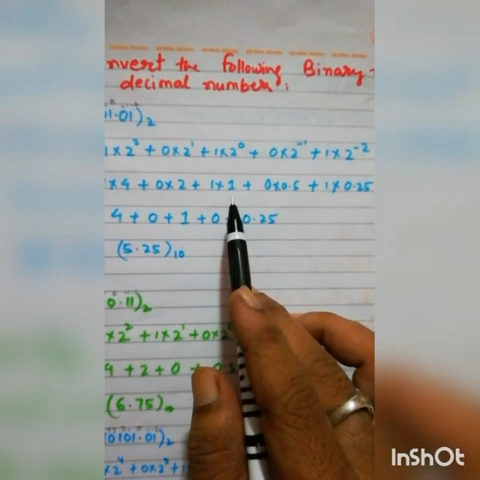 nvert the following Binary
decimal numbers:
01.01)₂
1×2² + 0×2¹ + 1×2⁰ + 0×2⁻¹ + 1×2⁻²
×4 + 0×2 + 1×1 + 0×0.5 + 1×0.25
4 + 0 + 1 + 0 0.25
(5.25)₁₀
0.11)₂
×2² + 1×2¹ + 0×2
4 + 2 + 0 +
(6.75)₁₀
10101.01)₂
×2⁴ + 0×2³ + 1
InShOt